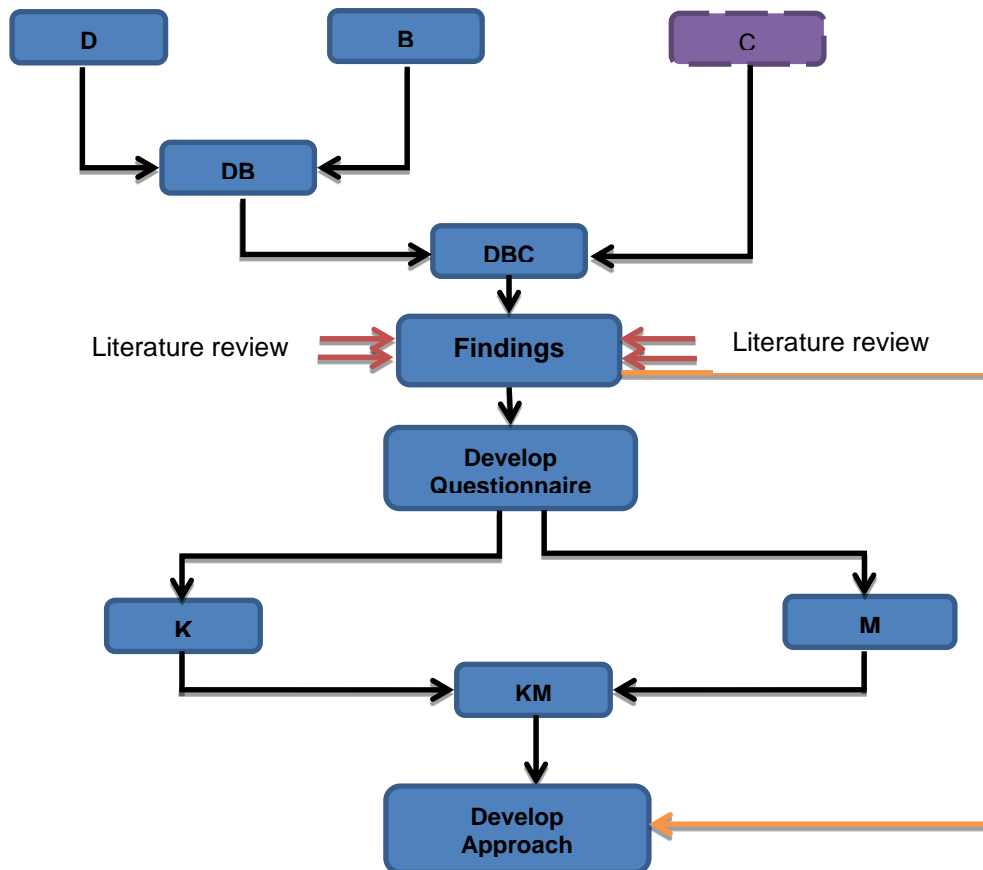 D
B
C
DB
DBC
Literature review
Findings
Literature review
Develop
Questionnaire
K
M
KM
Develop
Approach